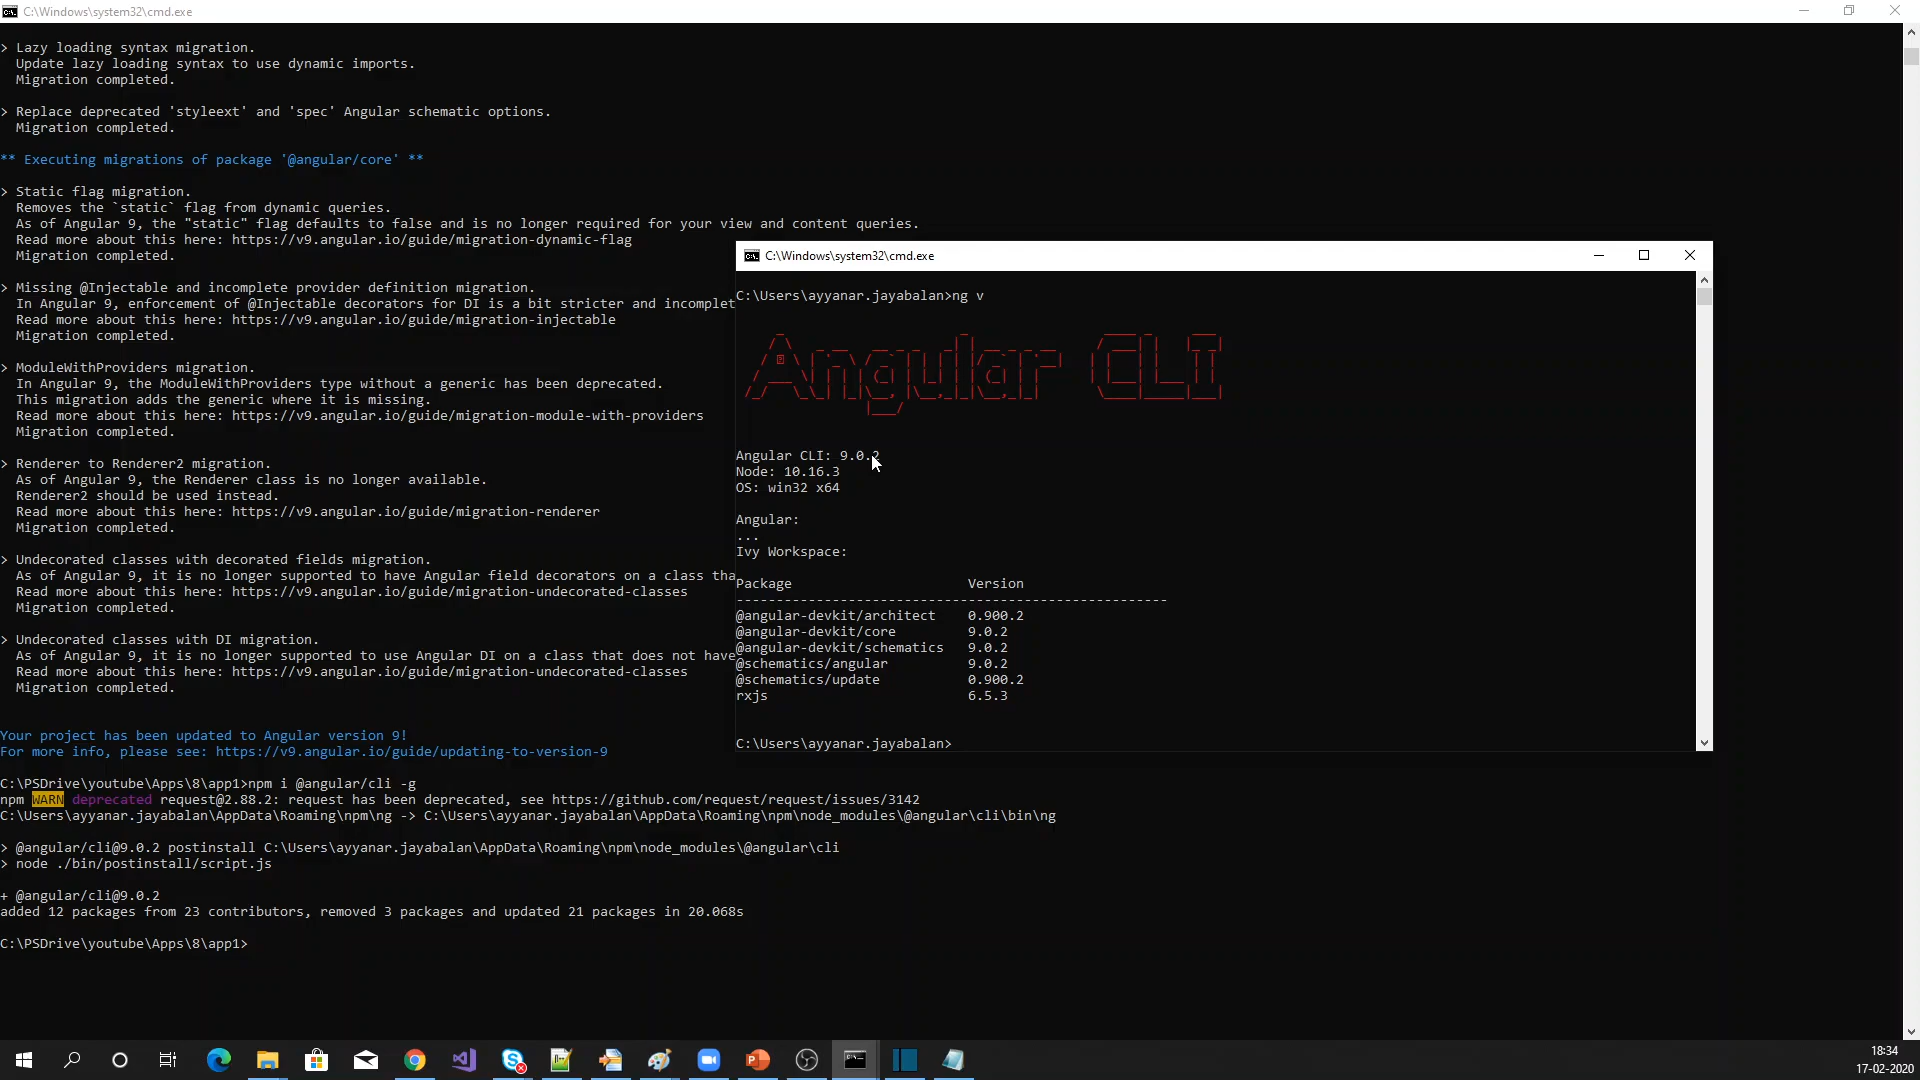 C:\Windows\system32\cmd.exe
> Lazy loading syntax migration.
Update lazy loading syntax to use dynamic imports.
Migration completed.
> Replace deprecated 'styleext' and 'spec' Angular schematic options.
Migration completed.
** Executing migrations of package '@angular/core' **
> Static flag migration.
Removes the `static` flag from dynamic queries.
As of Angular 9, the "static" flag defaults to false and is no longer required for your view and content queries.
Read more about this here: https://v9.angular.io/guide/migration-dynamic-flag
Migration completed.
> Missing @Injectable and incomplete provider definition migration.
In Angular 9, enforcement of @Injectable decorators for DI is a bit stricter and incomplet
Read more about this here: https://v9.angular.io/guide/migration-injectable
Migration completed.
> ModuleWithProviders migration.
In Angular 9, the ModuleWithProviders type without a generic has been deprecated.
This migration adds the generic where it is missing.
Read more about this here: https://v9.angular.io/guide/migration-module-with-providers
Migration completed.
> Renderer to Renderer2 migration.
As of Angular 9, the Renderer class is no longer available.
Renderer2 should be used instead.
Read more about this here: https://v9.angular.io/guide/migration-renderer
Migration completed.
> Undecorated classes with decorated fields migration.
As of Angular 9, it is no longer supported to have Angular field decorators on a class tha
Read more about this here: https://v9.angular.io/guide/migration-undecorated-classes
Migration completed.
> Undecorated classes with DI migration.
As of Angular 9, it is no longer supported to use Angular DI on a class that does not have
Read more about this here: https://v9.angular.io/guide/migration-undecorated-classes
Migration completed.
Your project has been updated to Angular version 9!
For more info, please see: https://v9.angular.io/guide/updating-to-version-9
C:\PSDrive\youtube\Apps\8\app1>npm i @angular/cli -g
npm WARN deprecated request@2.88.2: request has been deprecated, see https://github.com/request/request/issues/3142
C:\Users\ayyanar.jayabalan\AppData\Roaming\npm\ng -> C:\Users\ayyanar.jayabalan\AppData\Roaming\npm\node_modules\@angular\cli\bin\ng
> @angular/cli@9.0.2 postinstall C:\Users\ayyanar.jayabalan\AppData\Roaming\npm\node_modules\@angular\cli
> node ./bin/postinstall/script.js
+ @angular/cli@9.0.2
added 12 packages from 23 contributors, removed 3 packages and updated 21 packages in 20.068s
C:\PSDrive\youtube\Apps\8\app1>
C:\Windows\system32\cmd.exe
C:\Users\ayyanar.jayabalan>ng v
Angular CLI
Angular CLI: 9.0.2
Node: 10.16.3
OS: win32 x64
Angular:
...
Ivy Workspace:
Package Version
------------------------------------------------------
@angular-devkit/architect 0.900.2
@angular-devkit/core 9.0.2
@angular-devkit/schematics 9.0.2
@schematics/angular 9.0.2
@schematics/update 0.900.2
rxjs 6.5.3
C:\Users\ayyanar.jayabalan>
18:34
17-02-2020